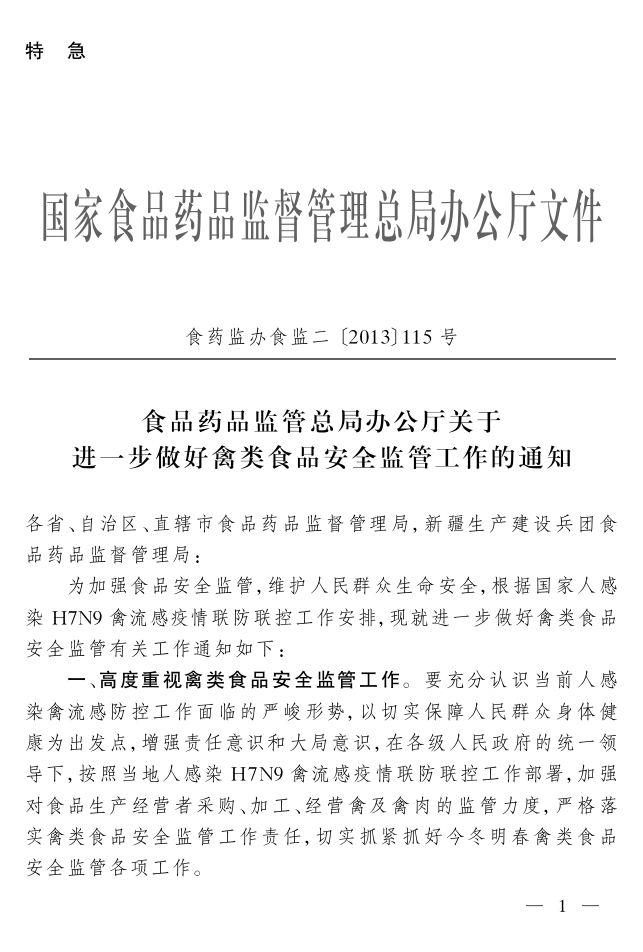 特　急
国家食品药品监督管理总局办公厅文件
食药监办食监二〔2013〕115 号
食品药品监管总局办公厅关于
进一步做好禽类食品安全监管工作的通知
各省、自治区、直辖市食品药品监督管理局,新疆生产建设兵团食
品药品监督管理局:
为加强食品安全监管,维护人民群众生命安全,根据国家人感
染 H7N9 禽流感疫情联防联控工作安排,现就进一步做好禽类食品
安全监管有关工作通知如下:
一、高度重视禽类食品安全监管工作。要充分认识当前人感
染禽流感防控工作面临的严峻形势,以切实保障人民群众身体健
康为出发点,增强责任意识和大局意识,在各级人民政府的统一领
导下,按照当地人感染 H7N9 禽流感疫情联防联控工作部署,加强
对食品生产经营者采购、加工、经营禽及禽肉的监管力度,严格落
实禽类食品安全监管工作责任,切实抓紧抓好今冬明春禽类食品
安全监管各项工作。
— 1 —